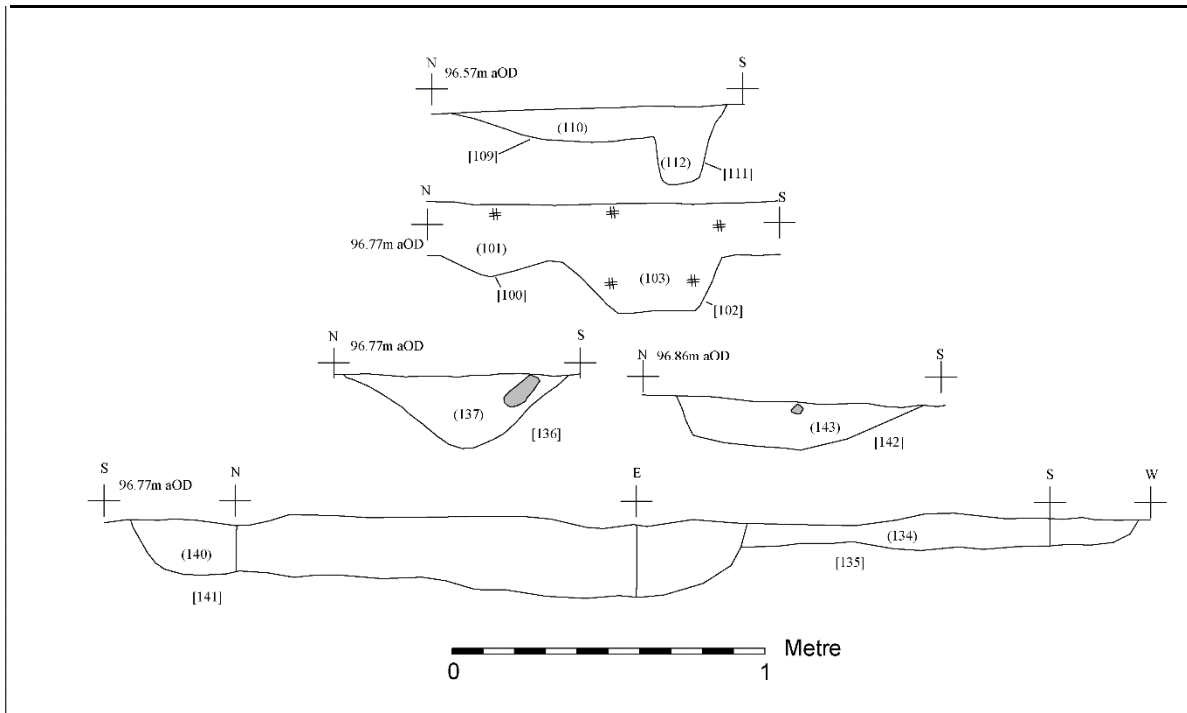 N 96.57m aOD S
(110)
[109] (112) [111]
N S
96.77m aOD (101)
(103)
[100] [102]
N 96.77m aOD S
(137)
[136]
N 96.86m aOD S
(143)
[142]
S 96.77m aOD N E S W
(140) (134)
[141] [135]
Metre
0 1